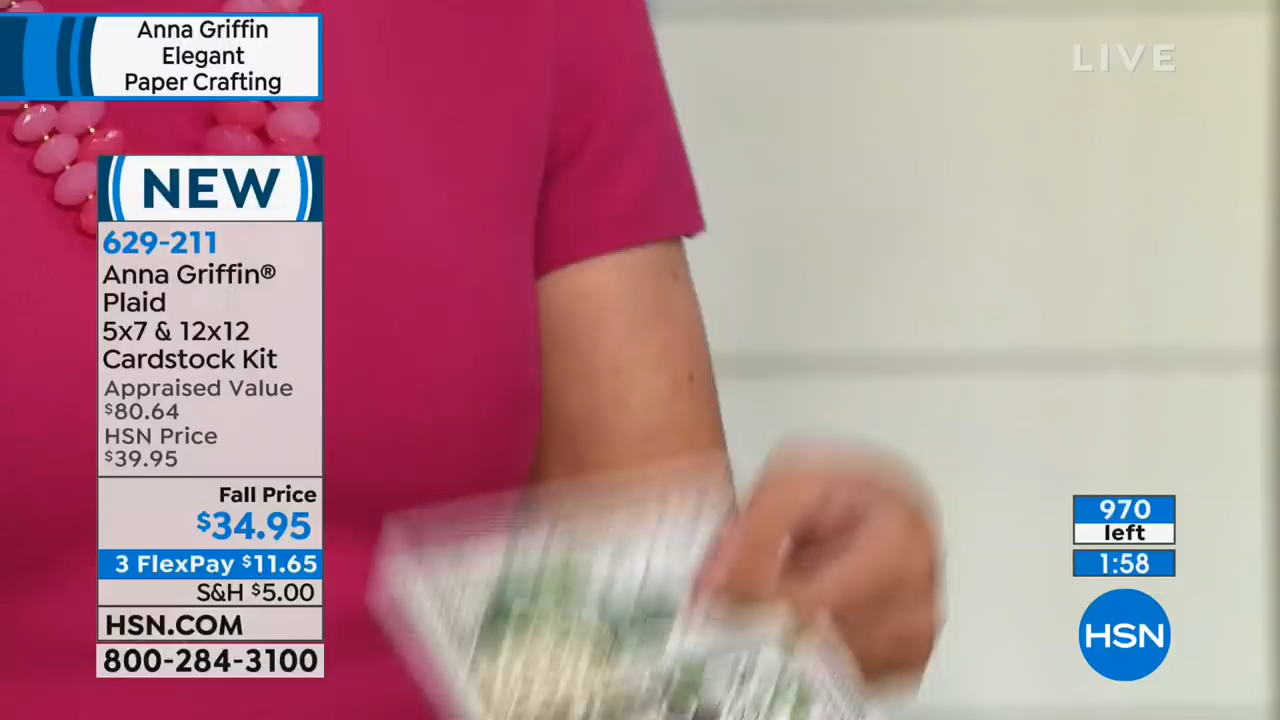 Anna Griffin
Elegant
Paper Crafting
LIVE
NEW
629-211
Anna Griffin®
Plaid
5x7 & 12x12
Cardstock Kit
Appraised Value
$80.64
HSN Price
$39.95
Fall Price
$34.95
3 FlexPay $11.65
S&H $5.00
HSN.COM
800-284-3100
970
left
1:58
HSN